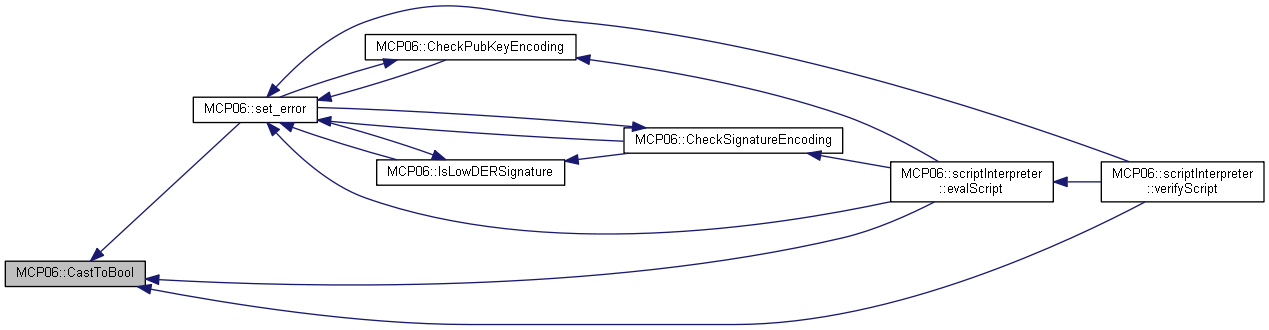 MCP06::CheckPubKeyEncoding
MCP06::set_error
MCP06::CheckSignatureEncoding
MCP06::IsLowDERSignature
MCP06::scriptInterpreter
::evalScript
MCP06::scriptInterpreter
::verifyScript
MCP06::CastToBool